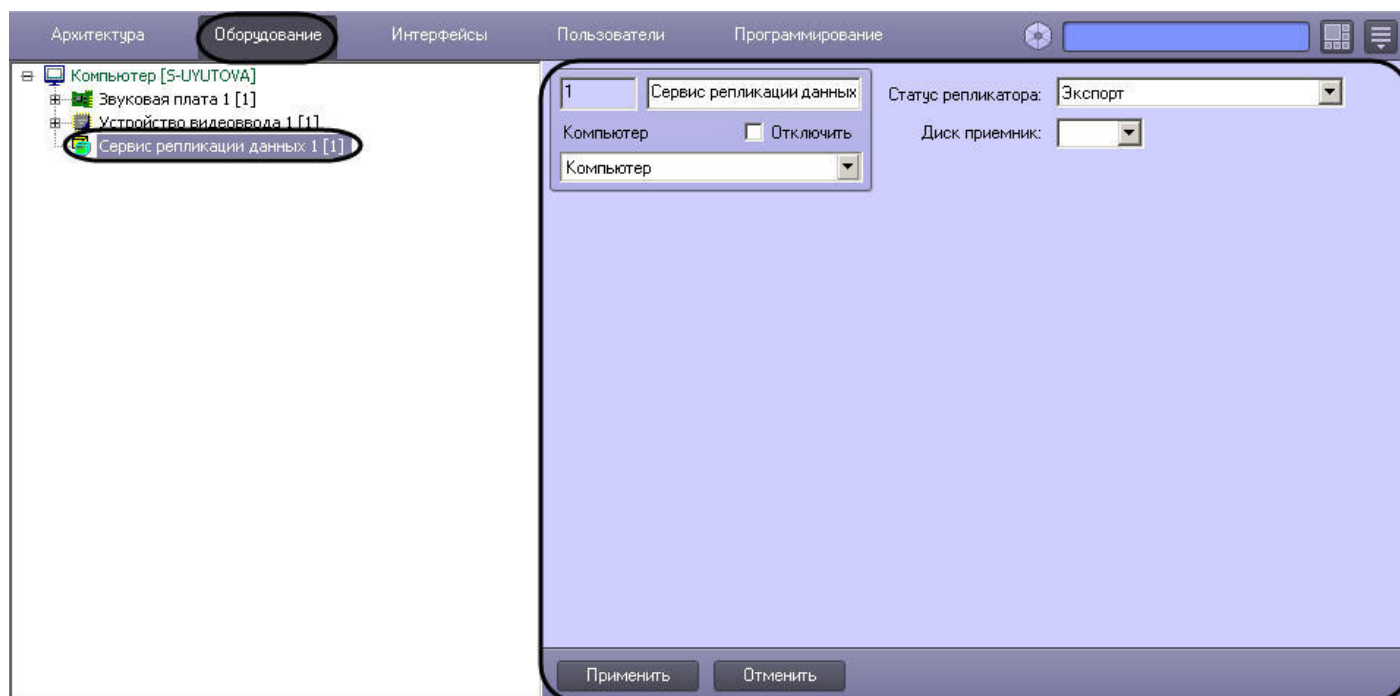 Архитектура Оборудование Интерфейсы Пользователи Программирование
Компьютер [S-UYUTOVA]
Звуковая плата 1 [1]
Устройство видеоввода 1 [1]
Сервис репликации данных 1 [1]
1 Сервис репликации данных Статус репликатора: Экспорт
Компьютер Отключить Диск приемник:
Компьютер
Применить Отменить